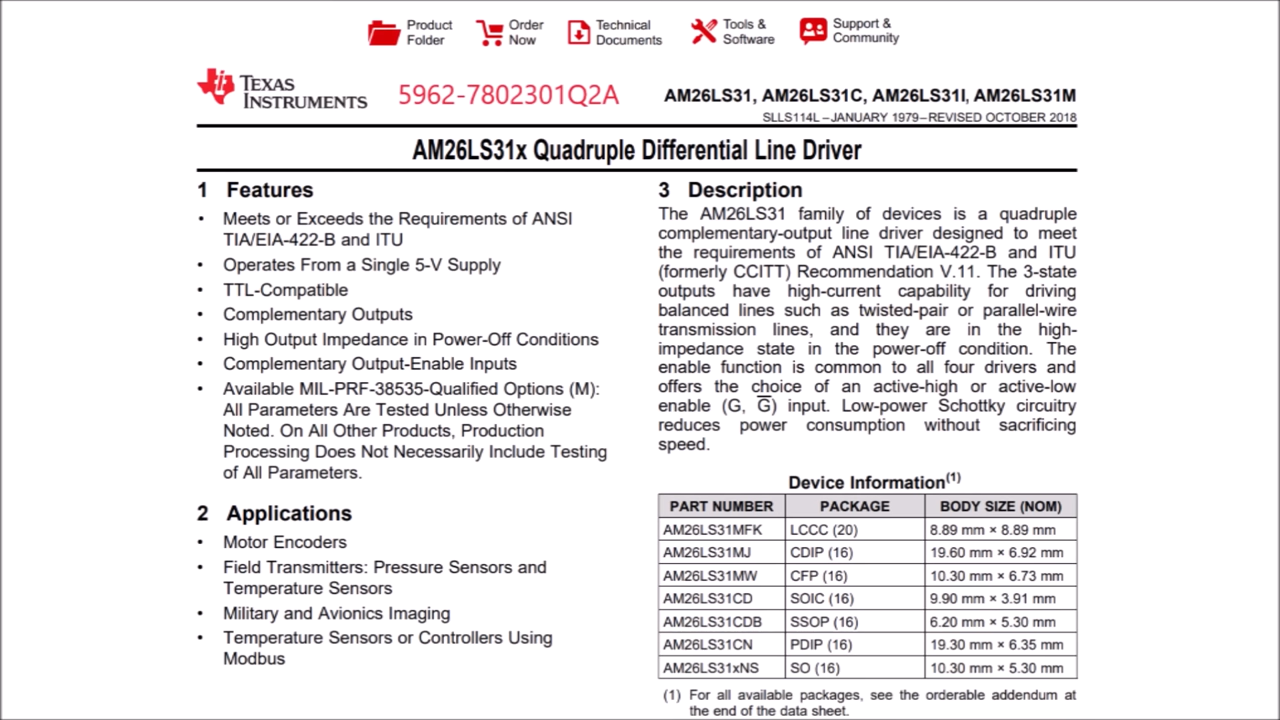 Product
Folder
Order
Now
Technical
Documents
Tools &
Software
Support &
Community
TEXAS
INSTRUMENTS
5962-7802301Q2A
AM26LS31, AM26LS31C, AM26LS31I, AM26LS31M
SLLS114L –JANUARY 1979–REVISED OCTOBER 2018
AM26LS31x Quadruple Differential Line Driver
1 Features
• Meets or Exceeds the Requirements of ANSI
TIA/EIA-422-B and ITU
• Operates From a Single 5-V Supply
• TTL-Compatible
• Complementary Outputs
• High Output Impedance in Power-Off Conditions
• Complementary Output-Enable Inputs
• Available MIL-PRF-38535-Qualified Options (M):
All Parameters Are Tested Unless Otherwise
Noted. On All Other Products, Production
Processing Does Not Necessarily Include Testing
of All Parameters.
2 Applications
• Motor Encoders
• Field Transmitters: Pressure Sensors and
Temperature Sensors
• Military and Avionics Imaging
• Temperature Sensors or Controllers Using
Modbus
3 Description
The AM26LS31 family of devices is a quadruple
complementary-output line driver designed to meet
the requirements of ANSI TIA/EIA-422-B and ITU
(formerly CCITT) Recommendation V.11. The 3-state
outputs have high-current capability for driving
balanced lines such as twisted-pair or parallel-wire
transmission lines, and they are in the high-
impedance state in the power-off condition. The
enable function is common to all four drivers and
offers the choice of an active-high or active-low
enable (G, G̅) input. Low-power Schottky circuitry
reduces power consumption without sacrificing
speed.
Device Information(1)
PART NUMBER PACKAGE BODY SIZE (NOM)
AM26LS31MFK LCCC (20) 8.89 mm × 8.89 mm
AM26LS31MJ CDIP (16) 19.60 mm × 6.92 mm
AM26LS31MW CFP (16) 10.30 mm × 6.73 mm
AM26LS31CD SOIC (16) 9.90 mm × 3.91 mm
AM26LS31CDB SSOP (16) 6.20 mm × 5.30 mm
AM26LS31CN PDIP (16) 19.30 mm × 6.35 mm
AM26LS31xNS SO (16) 10.30 mm × 5.30 mm
(1) For all available packages, see the orderable addendum at
the end of the data sheet.